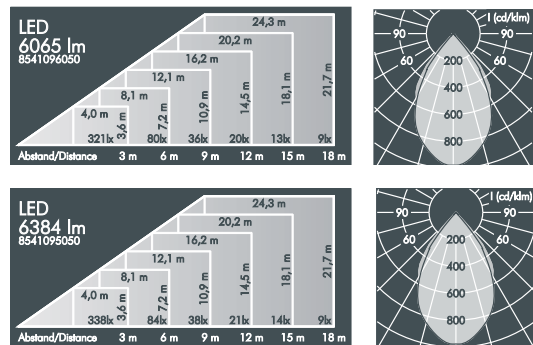 LED
6065 lm
8541096050
24,3 m
20,2 m
16,2 m
12,1 m
8,1 m
4,0 m
3,6 m
7,2 m
10,9 m
14,5 m
18,1 m
21,7 m
321lx 80lx 36lx 20lx 13lx 9lx
Abstand/Distance 3 m 6 m 9 m 12 m 15 m 18 m
I (cd/klm)
90 90
60 60
200
400
600
800
LED
6384 lm
8541095050
24,3 m
20,2 m
16,2 m
12,1 m
8,1 m
4,0 m
3,6 m
7,2 m
10,9 m
14,5 m
18,1 m
21,7 m
338lx 84lx 38lx 21lx 14lx 9lx
Abstand/Distance 3 m 6 m 9 m 12 m 15 m 18 m
I (cd/klm)
90 90
60 60
200
400
600
800